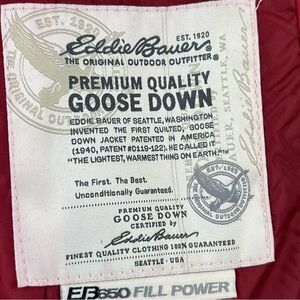 EST. 1920
Eddie Bauer®
THE ORIGINAL OUTDOOR OUTFITTER®
PREMIUM QUALITY
GOOSE DOWN
EDDIE BAUER OF SEATTLE, WASHINGTON
INVENTED THE FIRST QUILTED, GOOSE
DOWN JACKET PATENTED IN AMERICA
(1940, PATENT #D119-122). HE CALLED IT
"THE LIGHTEST, WARMEST THING ON EARTH."™
The First. The Best.
Unconditionally Guaranteed.
PREMIUM QUALITY
GOOSE DOWN
CERTIFIED by
Eddie Bauer
FINEST QUALITY CLOTHING 100% GUARANTEED
SEATTLE · USA
EB650 FILL POWER